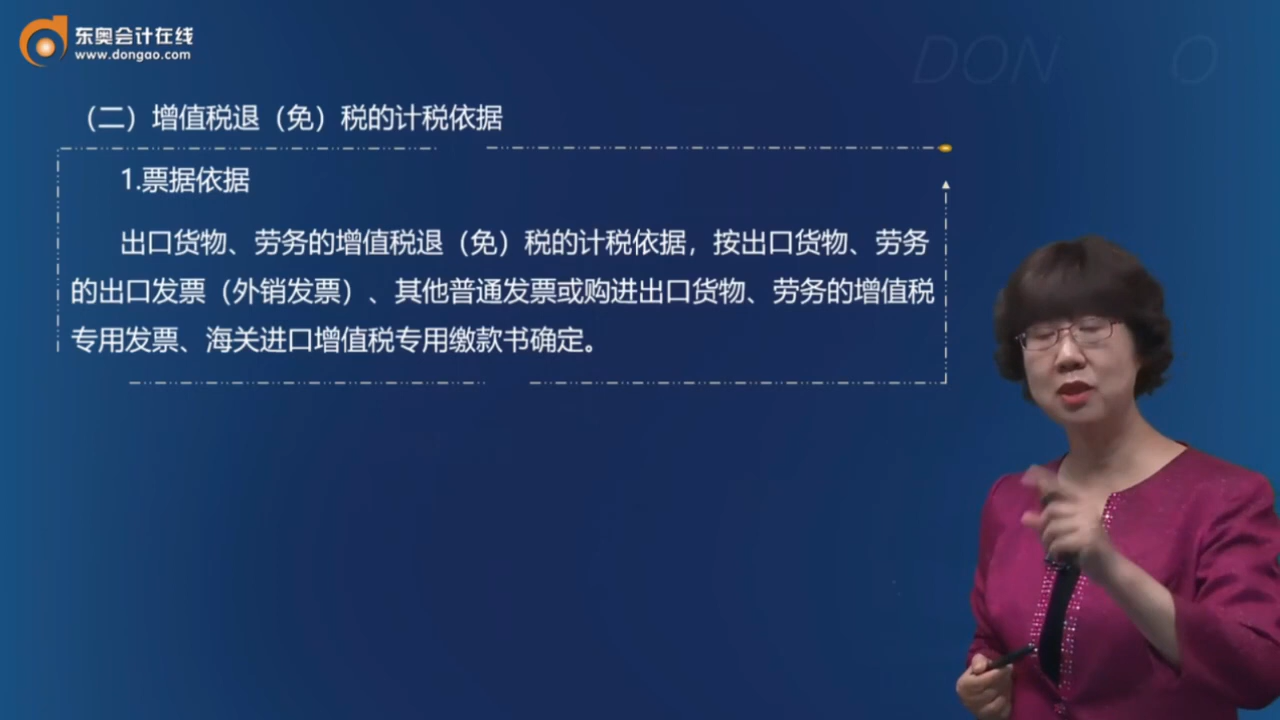 东奥会计在线
www.dongao.com
DON O
（二）增值税退（免）税的计税依据
1.票据依据
出口货物、劳务的增值税退（免）税的计税依据，按出口货物、劳务
的出口发票（外销发票）、其他普通发票或购进出口货物、劳务的增值税
专用发票、海关进口增值税专用缴款书确定。